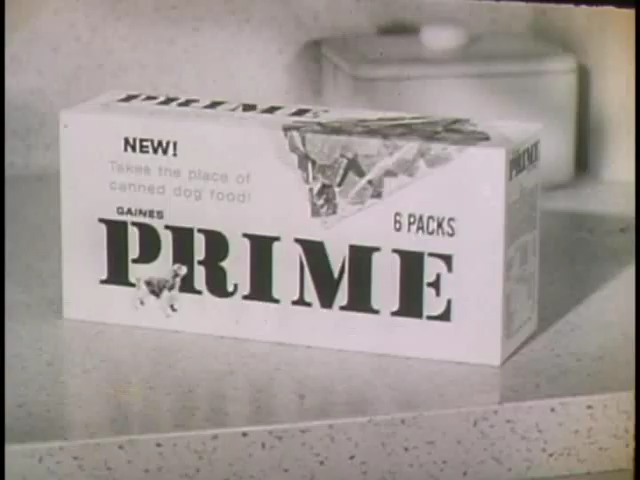 PRIME
NEW!
Takes the place of
canned dog food!
6 PACKS
GAINES
PRIME
PRIME